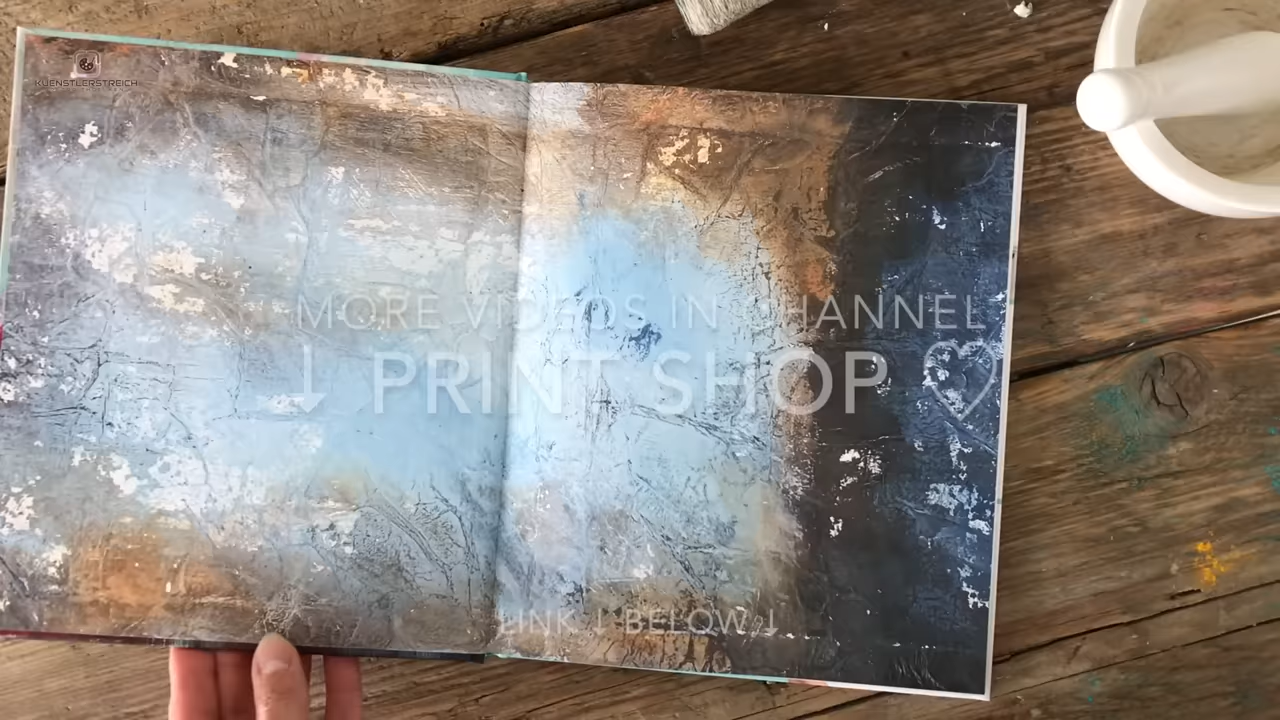 KUENSTLERSTREICH
MORE VIDEOS IN CHANNEL
↓ PRINT SHOP ♡
LINK ↓ BELOW ↓